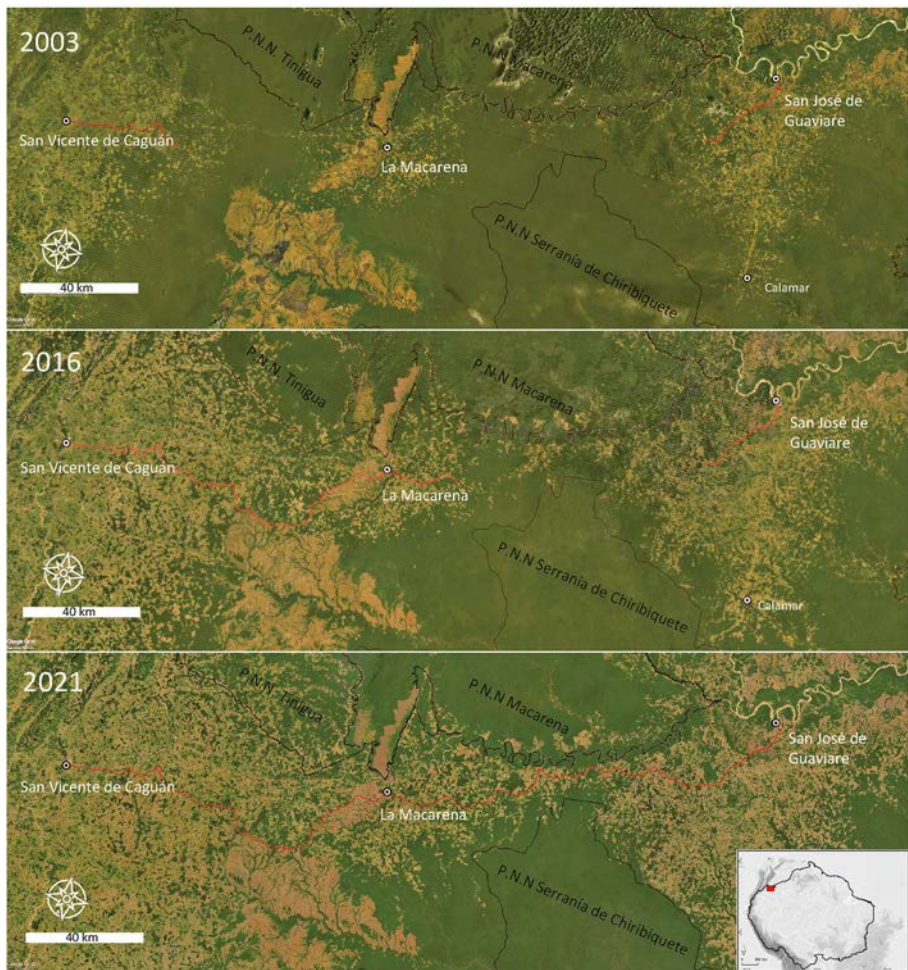 2003
P.N.N. Tinigua
P.N.N Macarena
San José de
Guaviare
San Vicente de Caguán
La Macarena
P.N.N Serranía de Chiribiquete
Calamar
40 km
2016
P.N.N. Tinigua
P.N.N Macarena
San José de
Guaviare
San Vicente de Caguán
La Macarena
P.N.N Serranía de Chiribiquete
Calamar
40 km
2021
P.N.N. Tinigua
P.N.N Macarena
San José de
Guaviare
San Vicente de Caguán
La Macarena
P.N.N Serranía de Chiribiquete
40 km